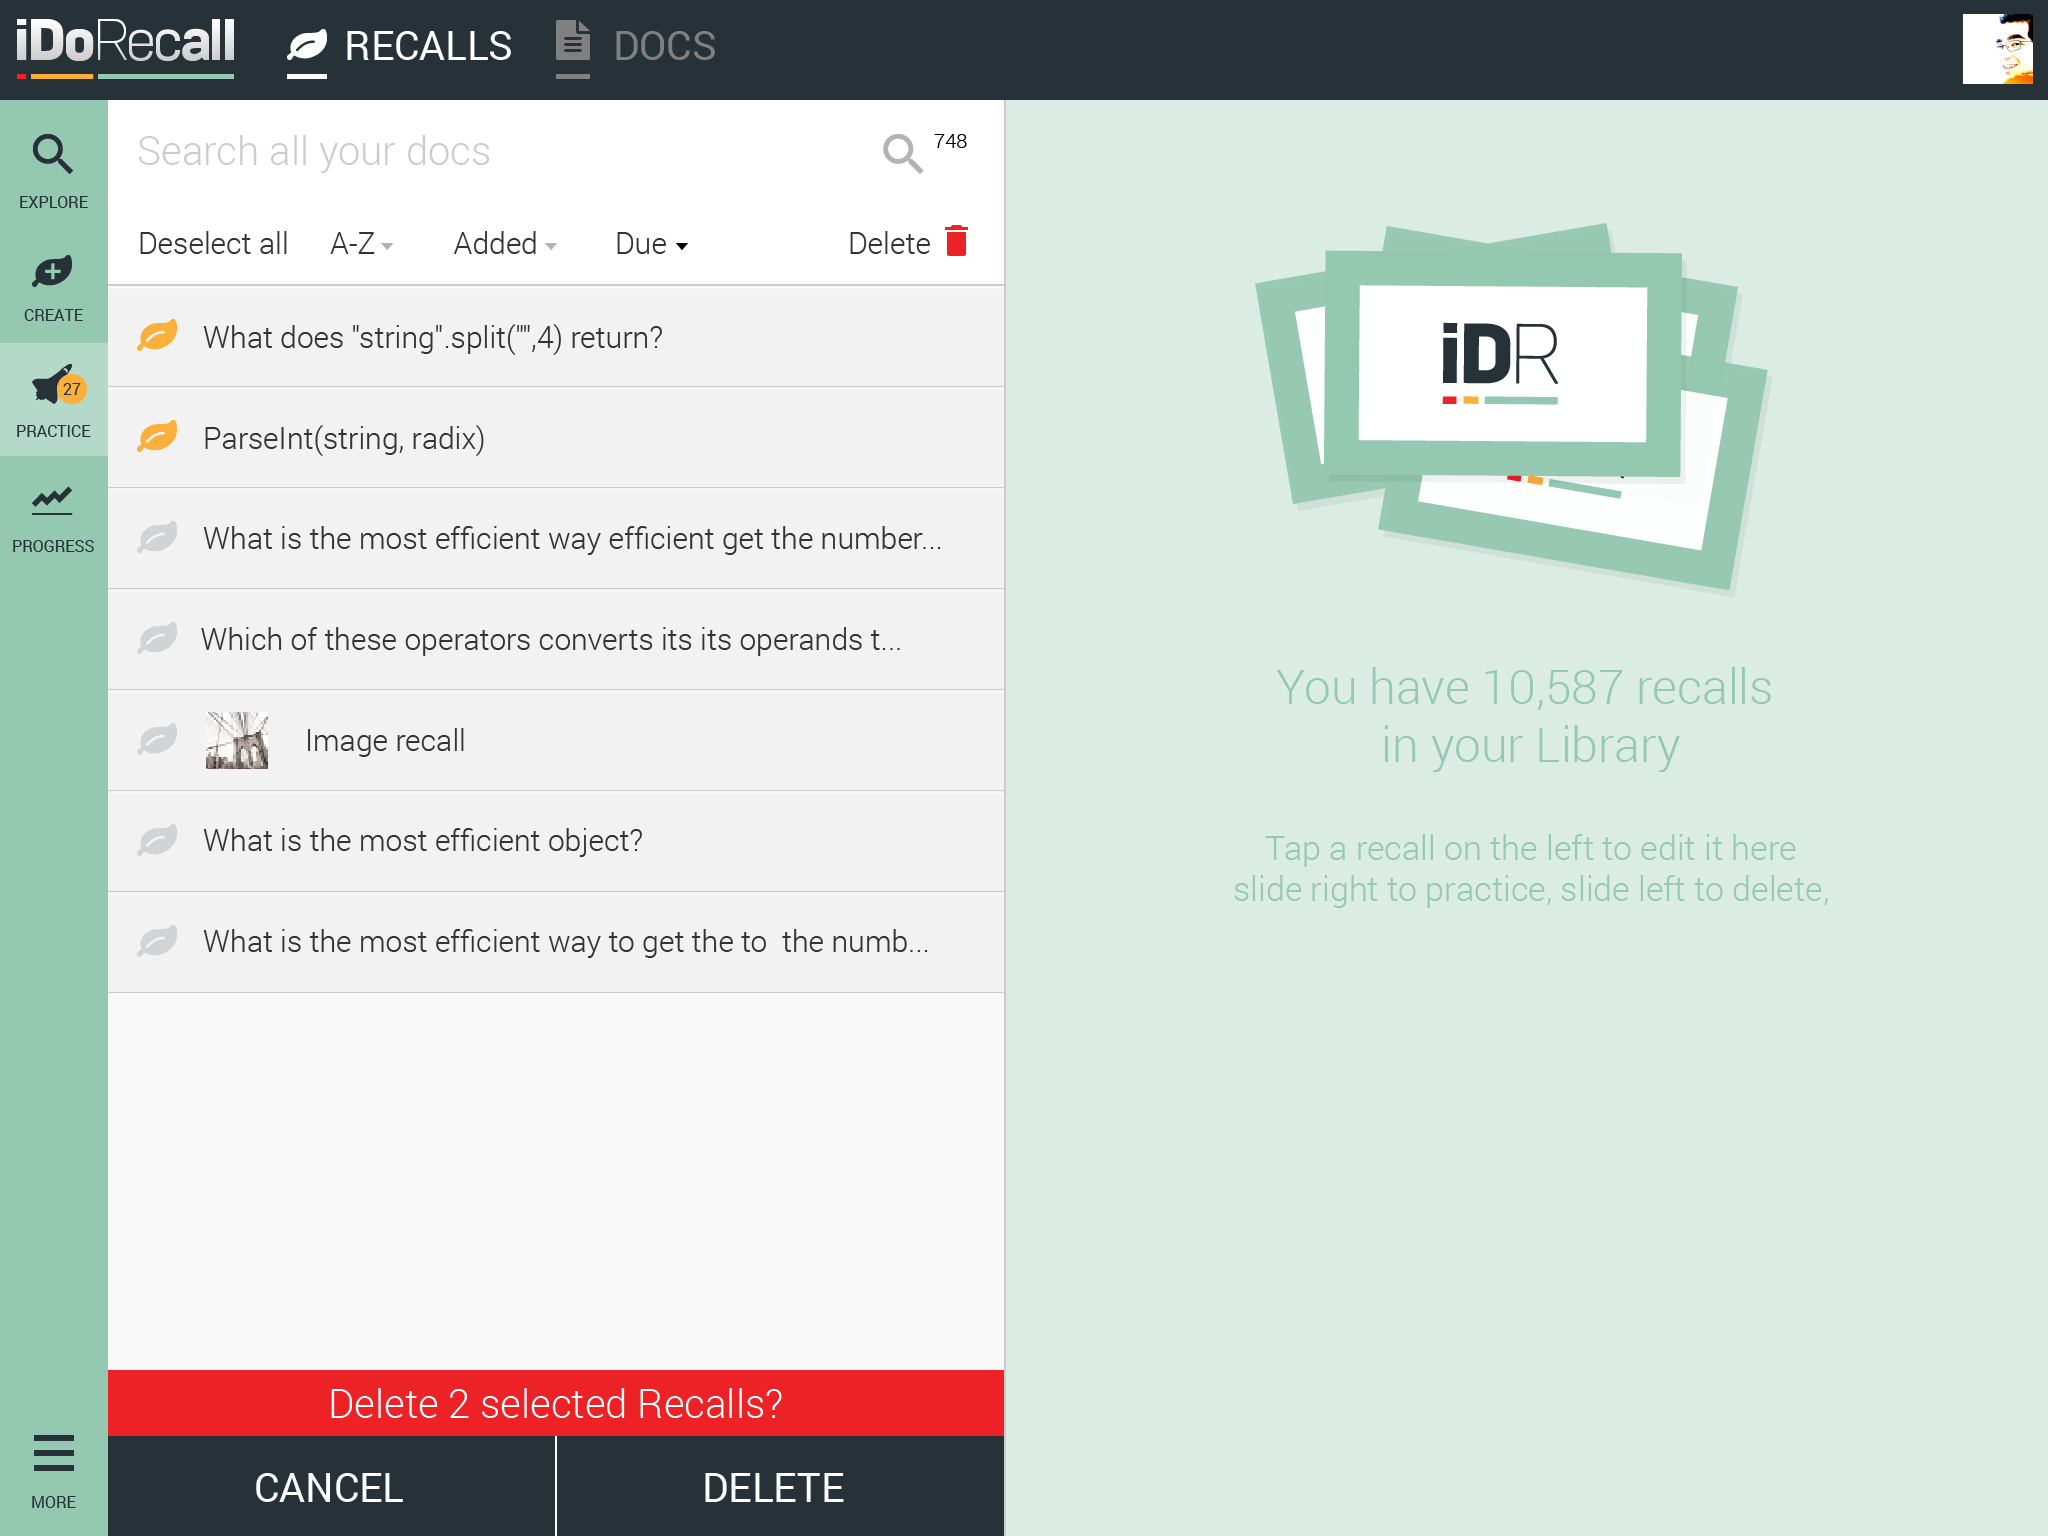 iDoRecall
RECALLS
DOCS
EXPLORE
CREATE
27
PRACTICE
PROGRESS
MORE
Search all your docs
748
Deselect all
A-Z
Added
Due
Delete
What does "string".split("",4) return?
ParseInt(string, radix)
What is the most efficient way efficient get the number...
Which of these operators converts its its operands t...
Image recall
What is the most efficient object?
What is the most efficient way to get the to  the numb...
Delete 2 selected Recalls?
CANCEL
DELETE
iDR
You have 10,587 recalls
in your Library
Tap a recall on the left to edit it here
slide right to practice, slide left to delete,